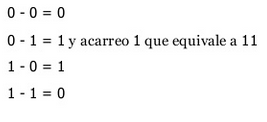 0 - 0 = 0
0 - 1 = 1 y acarreo 1 que equivale a 11
1 - 0 = 1
1 - 1 = 0